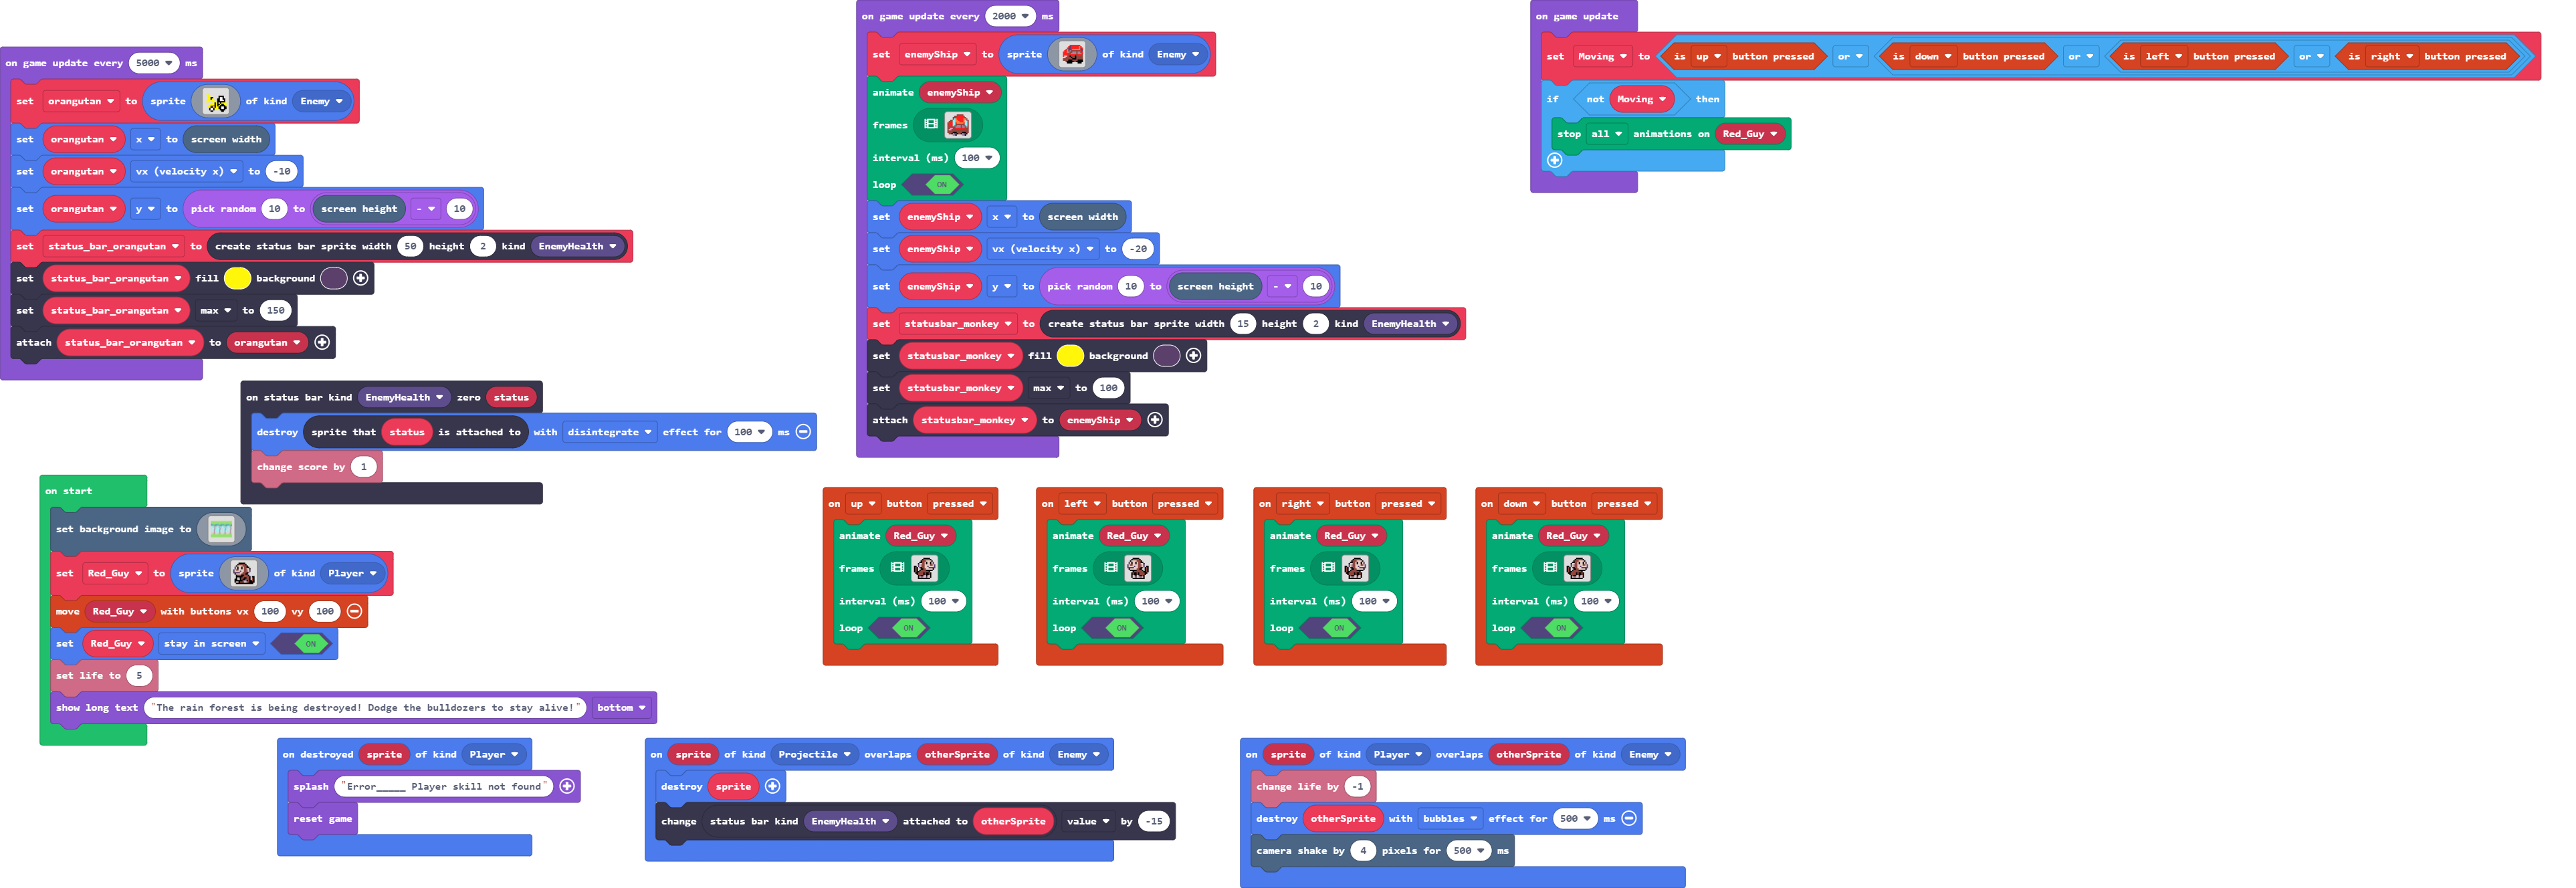 on game update every 5000 ms
set orangutan to sprite of kind Enemy
set orangutan x to screen width
set orangutan vx (velocity x) to -10
set orangutan y to pick random 10 to screen height - 10
set status_bar_orangutan to create status bar sprite width 50 height 2 kind EnemyHealth
set status_bar_orangutan fill background
set status_bar_orangutan max to 150
attach status_bar_orangutan to orangutan
on status bar kind EnemyHealth zero status
destroy sprite that status is attached to with disintegrate effect for 100 ms
change score by 1
on start
set background image to
set Red_Guy to sprite of kind Player
move Red_Guy with buttons vx 100 vy 100
set Red_Guy stay in screen ON
set life to 5
show long text "The rain forest is being destroyed! Dodge the bulldozers to stay alive!" bottom
on game update every 2000 ms
set enemyShip to sprite of kind Enemy
animate enemyShip
frames
interval (ms) 100
loop ON
set enemyShip x to screen width
set enemyShip vx (velocity x) to -20
set enemyShip y to pick random 10 to screen height - 10
set statusbar_monkey to create status bar sprite width 15 height 2 kind EnemyHealth
set statusbar_monkey fill background
set statusbar_monkey max to 100
attach statusbar_monkey to enemyShip
on game update
set Moving to is up button pressed or is down button pressed or is left button pressed or is right button pressed
if not Moving then
stop all animations on Red_Guy
on up button pressed
animate Red_Guy
frames
interval (ms) 100
loop ON
on left button pressed
animate Red_Guy
frames
interval (ms) 100
loop ON
on right button pressed
animate Red_Guy
frames
interval (ms) 100
loop ON
on down button pressed
animate Red_Guy
frames
interval (ms) 100
loop ON
on destroyed sprite of kind Player
splash "Error_____ Player skill not found"
reset game
on sprite of kind Projectile overlaps otherSprite of kind Enemy
destroy sprite
change status bar kind EnemyHealth attached to otherSprite value by -15
on sprite of kind Player overlaps otherSprite of kind Enemy
change life by -1
destroy otherSprite with bubbles effect for 500 ms
camera shake by 4 pixels for 500 ms